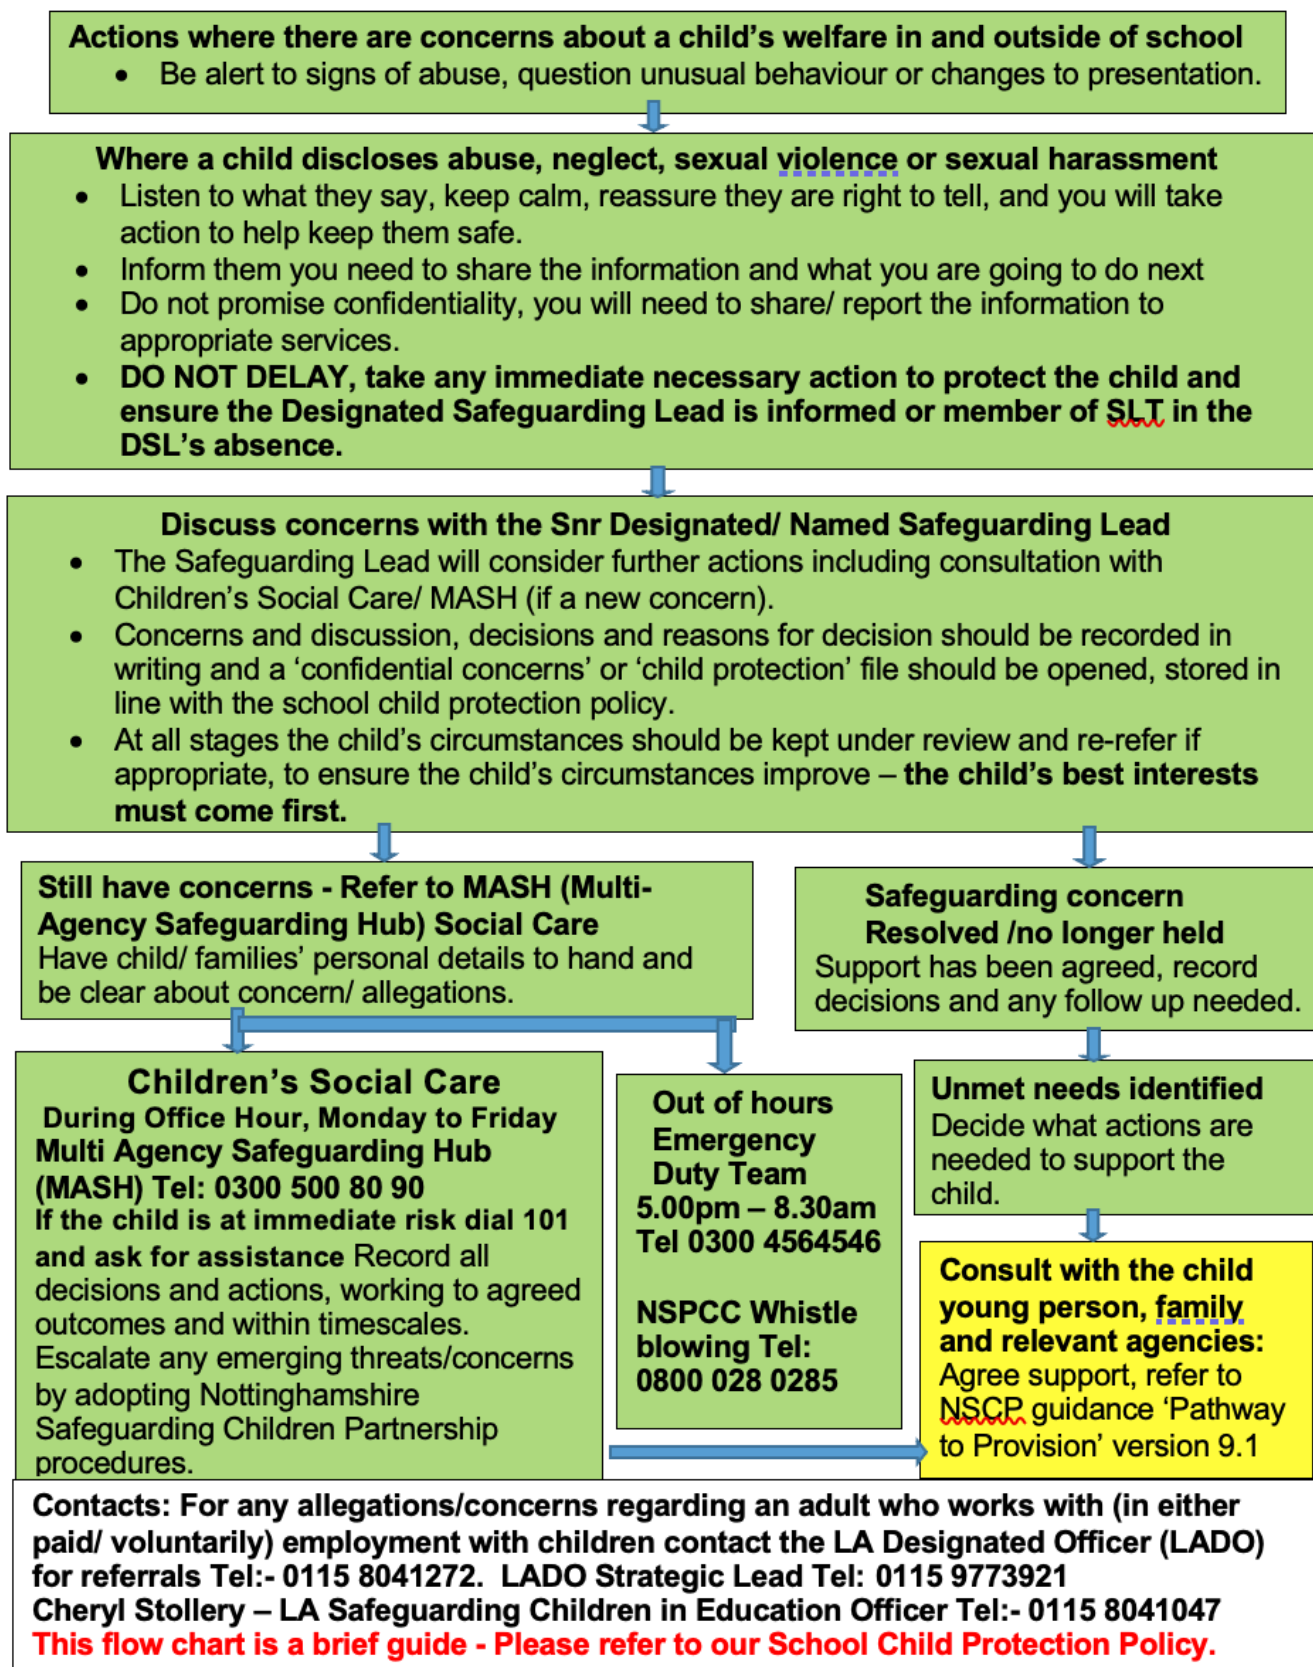 Actions where there are concerns about a child’s welfare in and outside of school
• Be alert to signs of abuse, question unusual behaviour or changes to presentation.
Where a child discloses abuse, neglect, sexual violence or sexual harassment
• Listen to what they say, keep calm, reassure they are right to tell, and you will take
action to help keep them safe.
• Inform them you need to share the information and what you are going to do next
• Do not promise confidentiality, you will need to share/ report the information to
appropriate services.
• DO NOT DELAY, take any immediate necessary action to protect the child and
ensure the Designated Safeguarding Lead is informed or member of SLT in the
DSL’s absence.
Discuss concerns with the Snr Designated/ Named Safeguarding Lead
• The Safeguarding Lead will consider further actions including consultation with
Children’s Social Care/ MASH (if a new concern).
• Concerns and discussion, decisions and reasons for decision should be recorded in
writing and a ‘confidential concerns’ or ‘child protection’ file should be opened, stored in
line with the school child protection policy.
• At all stages the child’s circumstances should be kept under review and re-refer if
appropriate, to ensure the child’s circumstances improve – the child’s best interests
must come first.
Still have concerns - Refer to MASH (Multi-
Agency Safeguarding Hub) Social Care
Have child/ families’ personal details to hand and
be clear about concern/ allegations.
Safeguarding concern
Resolved /no longer held
Support has been agreed, record
decisions and any follow up needed.
Children’s Social Care
During Office Hour, Monday to Friday
Multi Agency Safeguarding Hub
(MASH) Tel: 0300 500 80 90
If the child is at immediate risk dial 101
and ask for assistance Record all
decisions and actions, working to agreed
outcomes and within timescales.
Escalate any emerging threats/concerns
by adopting Nottinghamshire
Safeguarding Children Partnership
procedures.
Out of hours
Emergency
Duty Team
5.00pm – 8.30am
Tel 0300 4564546
NSPCC Whistle
blowing Tel:
0800 028 0285
Unmet needs identified
Decide what actions are
needed to support the
child.
Consult with the child
young person, family
and relevant agencies:
Agree support, refer to
NSCP guidance ‘Pathway
to Provision’ version 9.1
Contacts: For any allegations/concerns regarding an adult who works with (in either
paid/ voluntarily) employment with children contact the LA Designated Officer (LADO)
for referrals Tel:- 0115 8041272. LADO Strategic Lead Tel: 0115 9773921
Cheryl Stollery – LA Safeguarding Children in Education Officer Tel:- 0115 8041047
This flow chart is a brief guide - Please refer to our School Child Protection Policy.